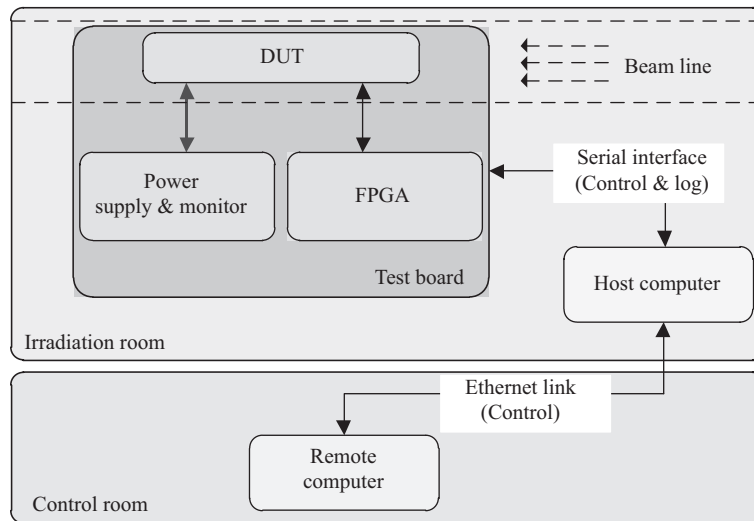 DUT
Beam line
Power
supply & monitor
FPGA
Serial interface
(Control & log)
Test board
Host computer
Irradiation room
Ethernet link
(Control)
Remote
computer
Control room